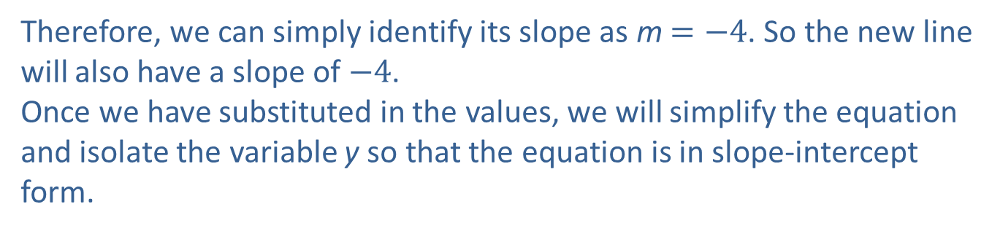 Therefore, we can simply identify its slope as m = −4. So the new line
will also have a slope of −4.
Once we have substituted in the values, we will simplify the equation
and isolate the variable y so that the equation is in slope-intercept
form.